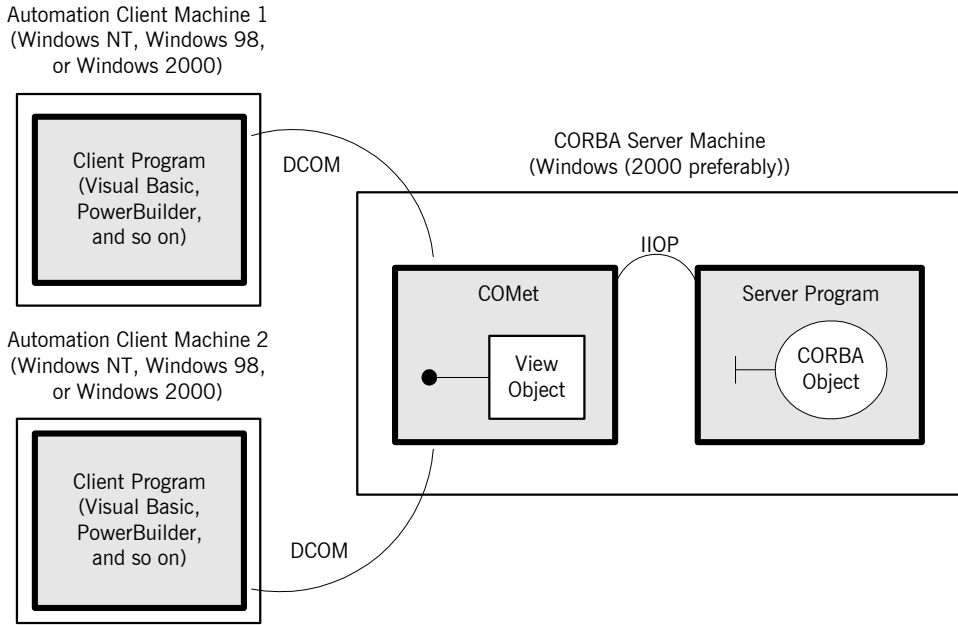 Automation Client Machine 1
(Windows NT, Windows 98,
or Windows 2000)
Client Program
(Visual Basic,
PowerBuilder,
and so on)
DCOM
CORBA Server Machine
(Windows (2000 preferably))
IIOP
COMet
View
Object
Server Program
CORBA
Object
Automation Client Machine 2
(Windows NT, Windows 98,
or Windows 2000)
Client Program
(Visual Basic,
PowerBuilder,
and so on)
DCOM